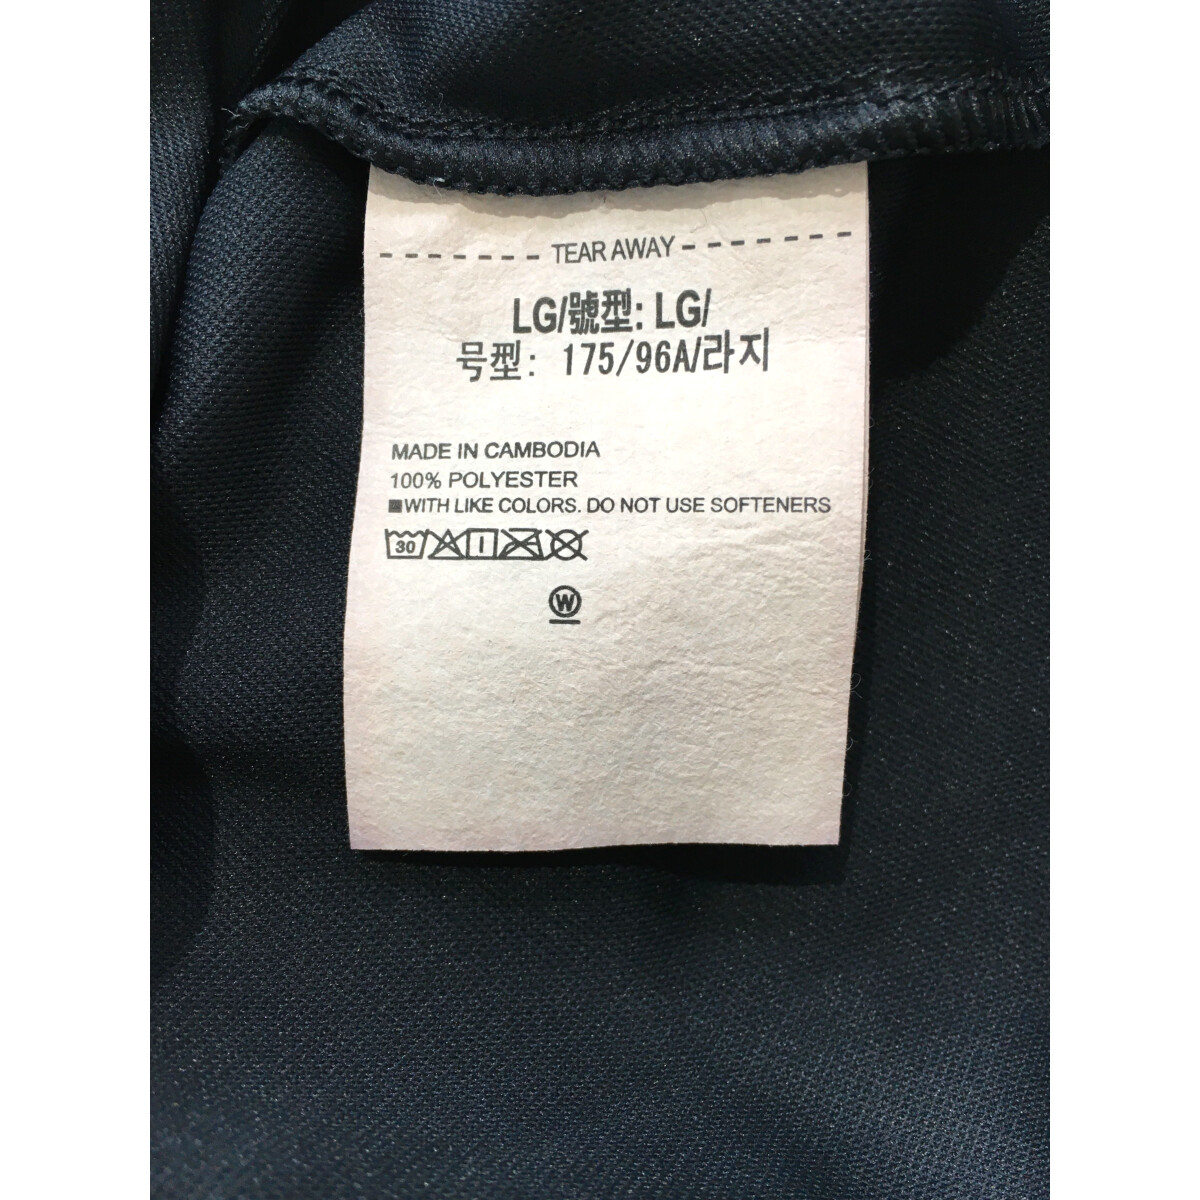 TEAR AWAY
LG/號型: LG/
号型: 175/96A/라지
MADE IN CAMBODIA
100% POLYESTER
■WITH LIKE COLORS. DO NOT USE SOFTENERS
30
W